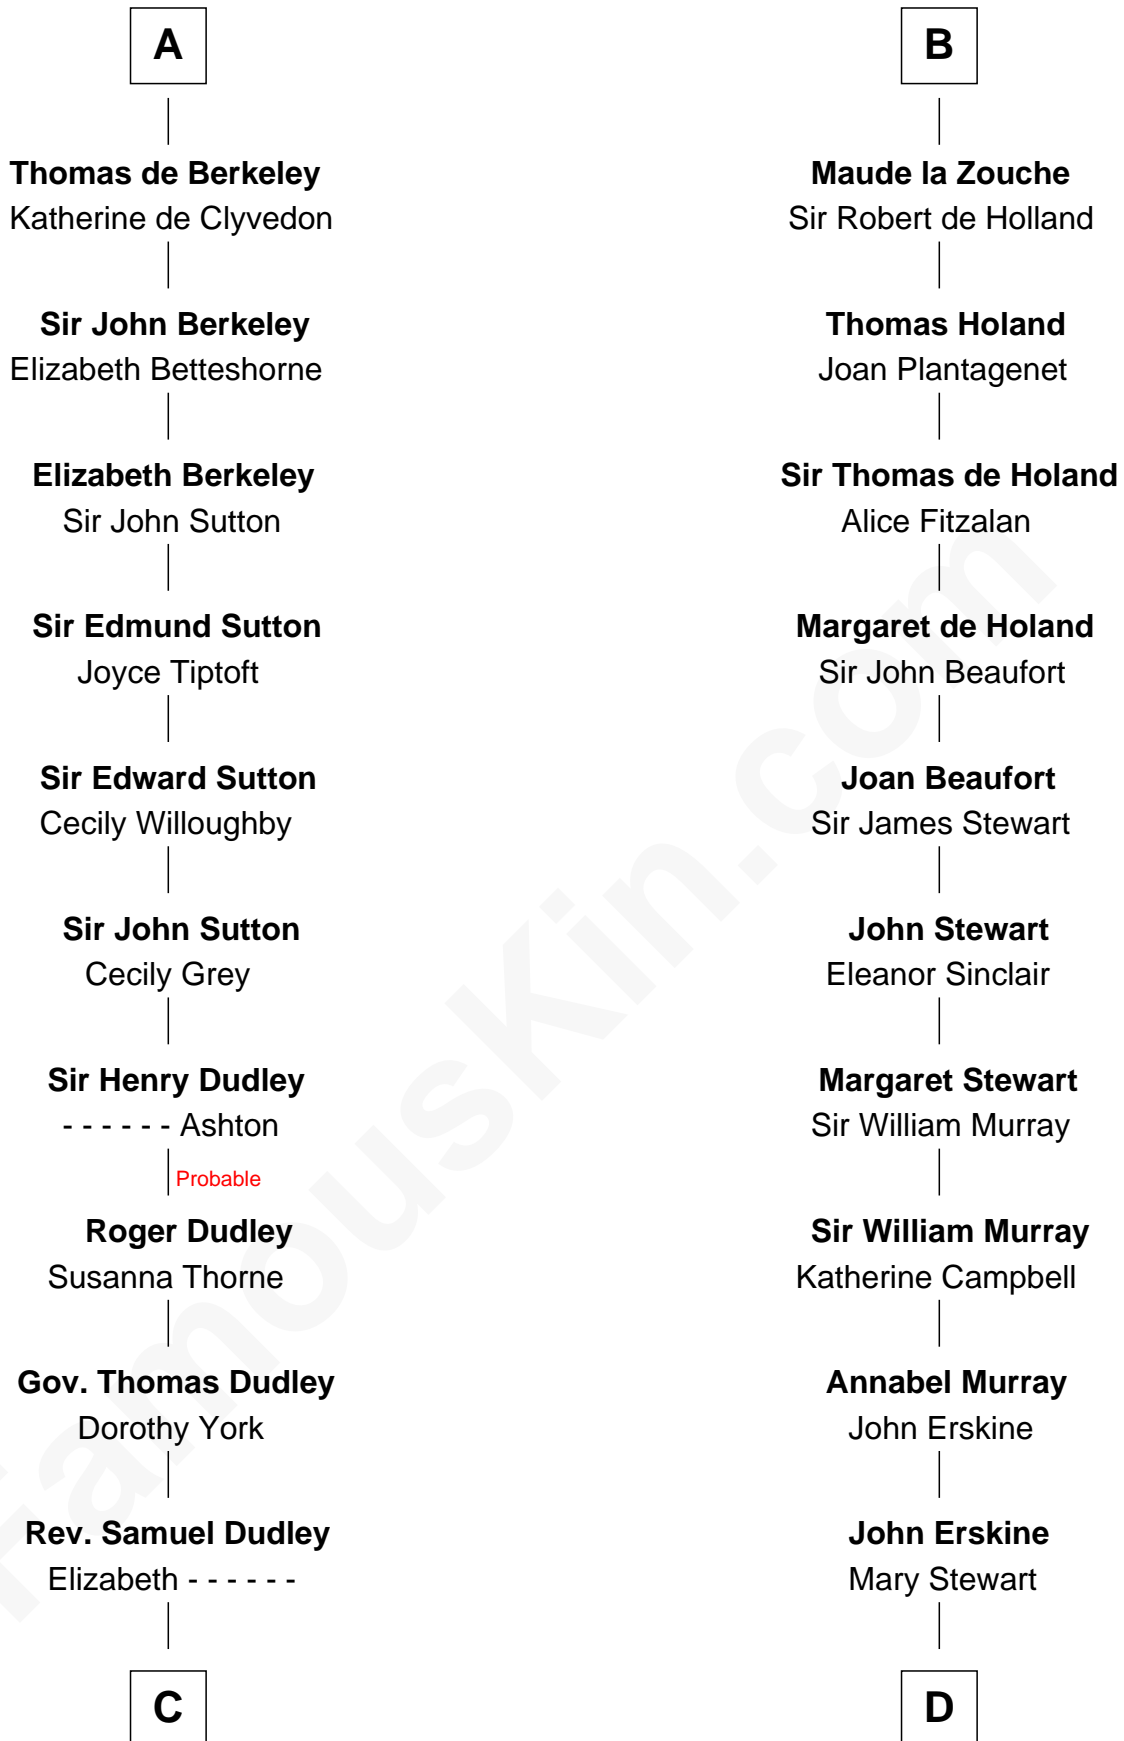 A
Thomas de Berkeley
Katherine de Clyvedon
Sir John Berkeley
Elizabeth Betteshorne
Elizabeth Berkeley
Sir John Sutton
Sir Edmund Sutton
Joyce Tiptoft
Sir Edward Sutton
Cecily Willoughby
Sir John Sutton
Cecily Grey
Sir Henry Dudley
- - - - - - Ashton
Probable
Roger Dudley
Susanna Thorne
Gov. Thomas Dudley
Dorothy York
Rev. Samuel Dudley
Elizabeth - - - - - -
C
B
Maude la Zouche
Sir Robert de Holland
Thomas Holand
Joan Plantagenet
Sir Thomas de Holand
Alice Fitzalan
Margaret de Holand
Sir John Beaufort
Joan Beaufort
Sir James Stewart
John Stewart
Eleanor Sinclair
Margaret Stewart
Sir William Murray
Sir William Murray
Katherine Campbell
Annabel Murray
John Erskine
John Erskine
Mary Stewart
D
FamousKin.com